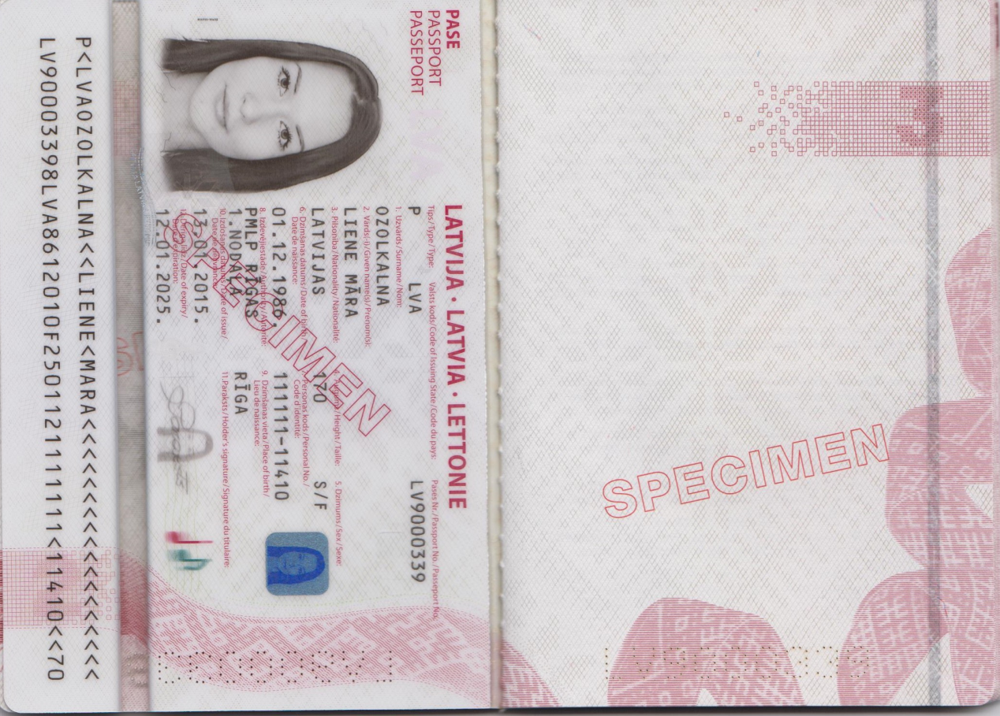 PASE
PASSPORT
PASSEPORT
LATVIJA • LATVIA • LETTONIE
Tips/Type/Type: Valsts kods/Code of Issuing State/Code du pays: Pases Nr./Passport No./Passeport No.
P LVA LV9000339
1. Uzvārds/Surname/Nom:
OZOLKALNA
2. Vārds(-i)/Given name(s)/Prénom(s):
LIENE MĀRA
3. Pilsonība/Nationality/Nationalité: 4. Augums/Height/Taille: 5. Dzimums/Sex/Sexe:
LATVIJAS 170 S/F
6. Dzimšanas datums/Date of birth/ 7. Personas kods/Personal No./
Date de naissance: Code d'identité:
01.12.1986. 111111-11410
8. Izdevējiestāde/Authority/Autorité: 9. Dzimšanas vieta/Place of birth/
Lieu de naissance:
PMLP RĪGAS
1.NODAĻA RĪGA
10. Izdošanas datums/Date of issue/ 11. Paraksts/Holder's signature/Signature du titulaire:
Date de délivrance:
13.01.2015.
12. Derīga līdz/Date of expiry/
Date d'expiration:
12.01.2025.
SPECIMEN
P<LVAOZOLKALNA<<LIENE<MARA<<<<<<<<<<<<<<<<<<
LV90003398LVA8612010F2501121111111<11410<<70
3
SPECIMEN
LV9000339